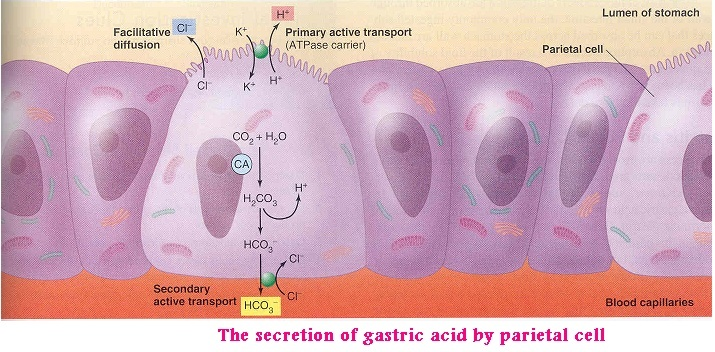 Lumen of stomach
Facilitative
diffusion
Cl⁻
K⁺
H⁺
Primary active transport
(ATPase carrier)
Parietal cell
Cl⁻
K⁺
H⁺
CO₂ + H₂O
CA
H₂CO₃
H⁺
HCO₃⁻
Cl⁻
Secondary
active transport
HCO₃⁻
Cl⁻
Blood capillaries
The secretion of gastric acid by parietal cell